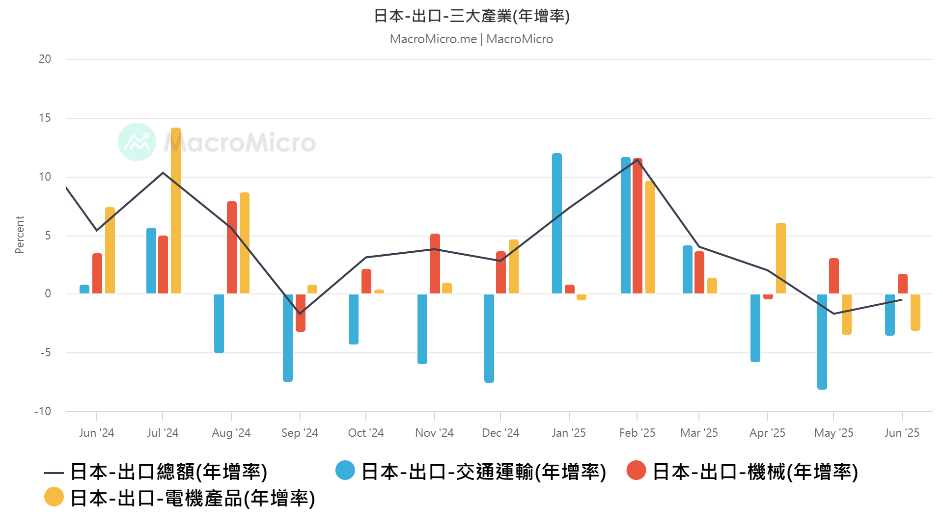 日本-出口-三大產業(年增率)
MacroMicro.me | MacroMicro
20
15
MacroMicro
10
Percent
5
0
-5
-10
Jun '24 Jul '24 Aug '24 Sep '24 Oct '24 Nov '24 Dec '24 Jan '25 Feb '25 Mar '25 Apr '25 May '25 Jun '25
日本-出口總額(年增率) 日本-出口-交通運輸(年增率) 日本-出口-機械(年增率)
日本-出口-電機產品(年增率)